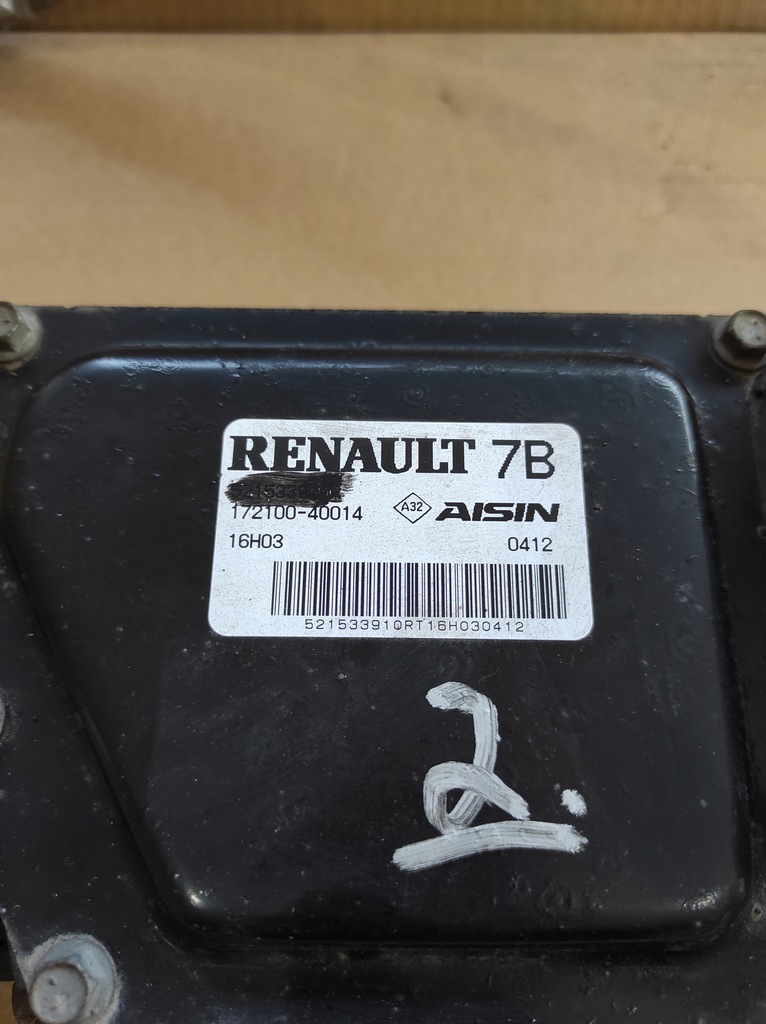 RENAULT 7B
172100-40014 A32 AISIN
16H03 0412
521533910RT16H030412
2.